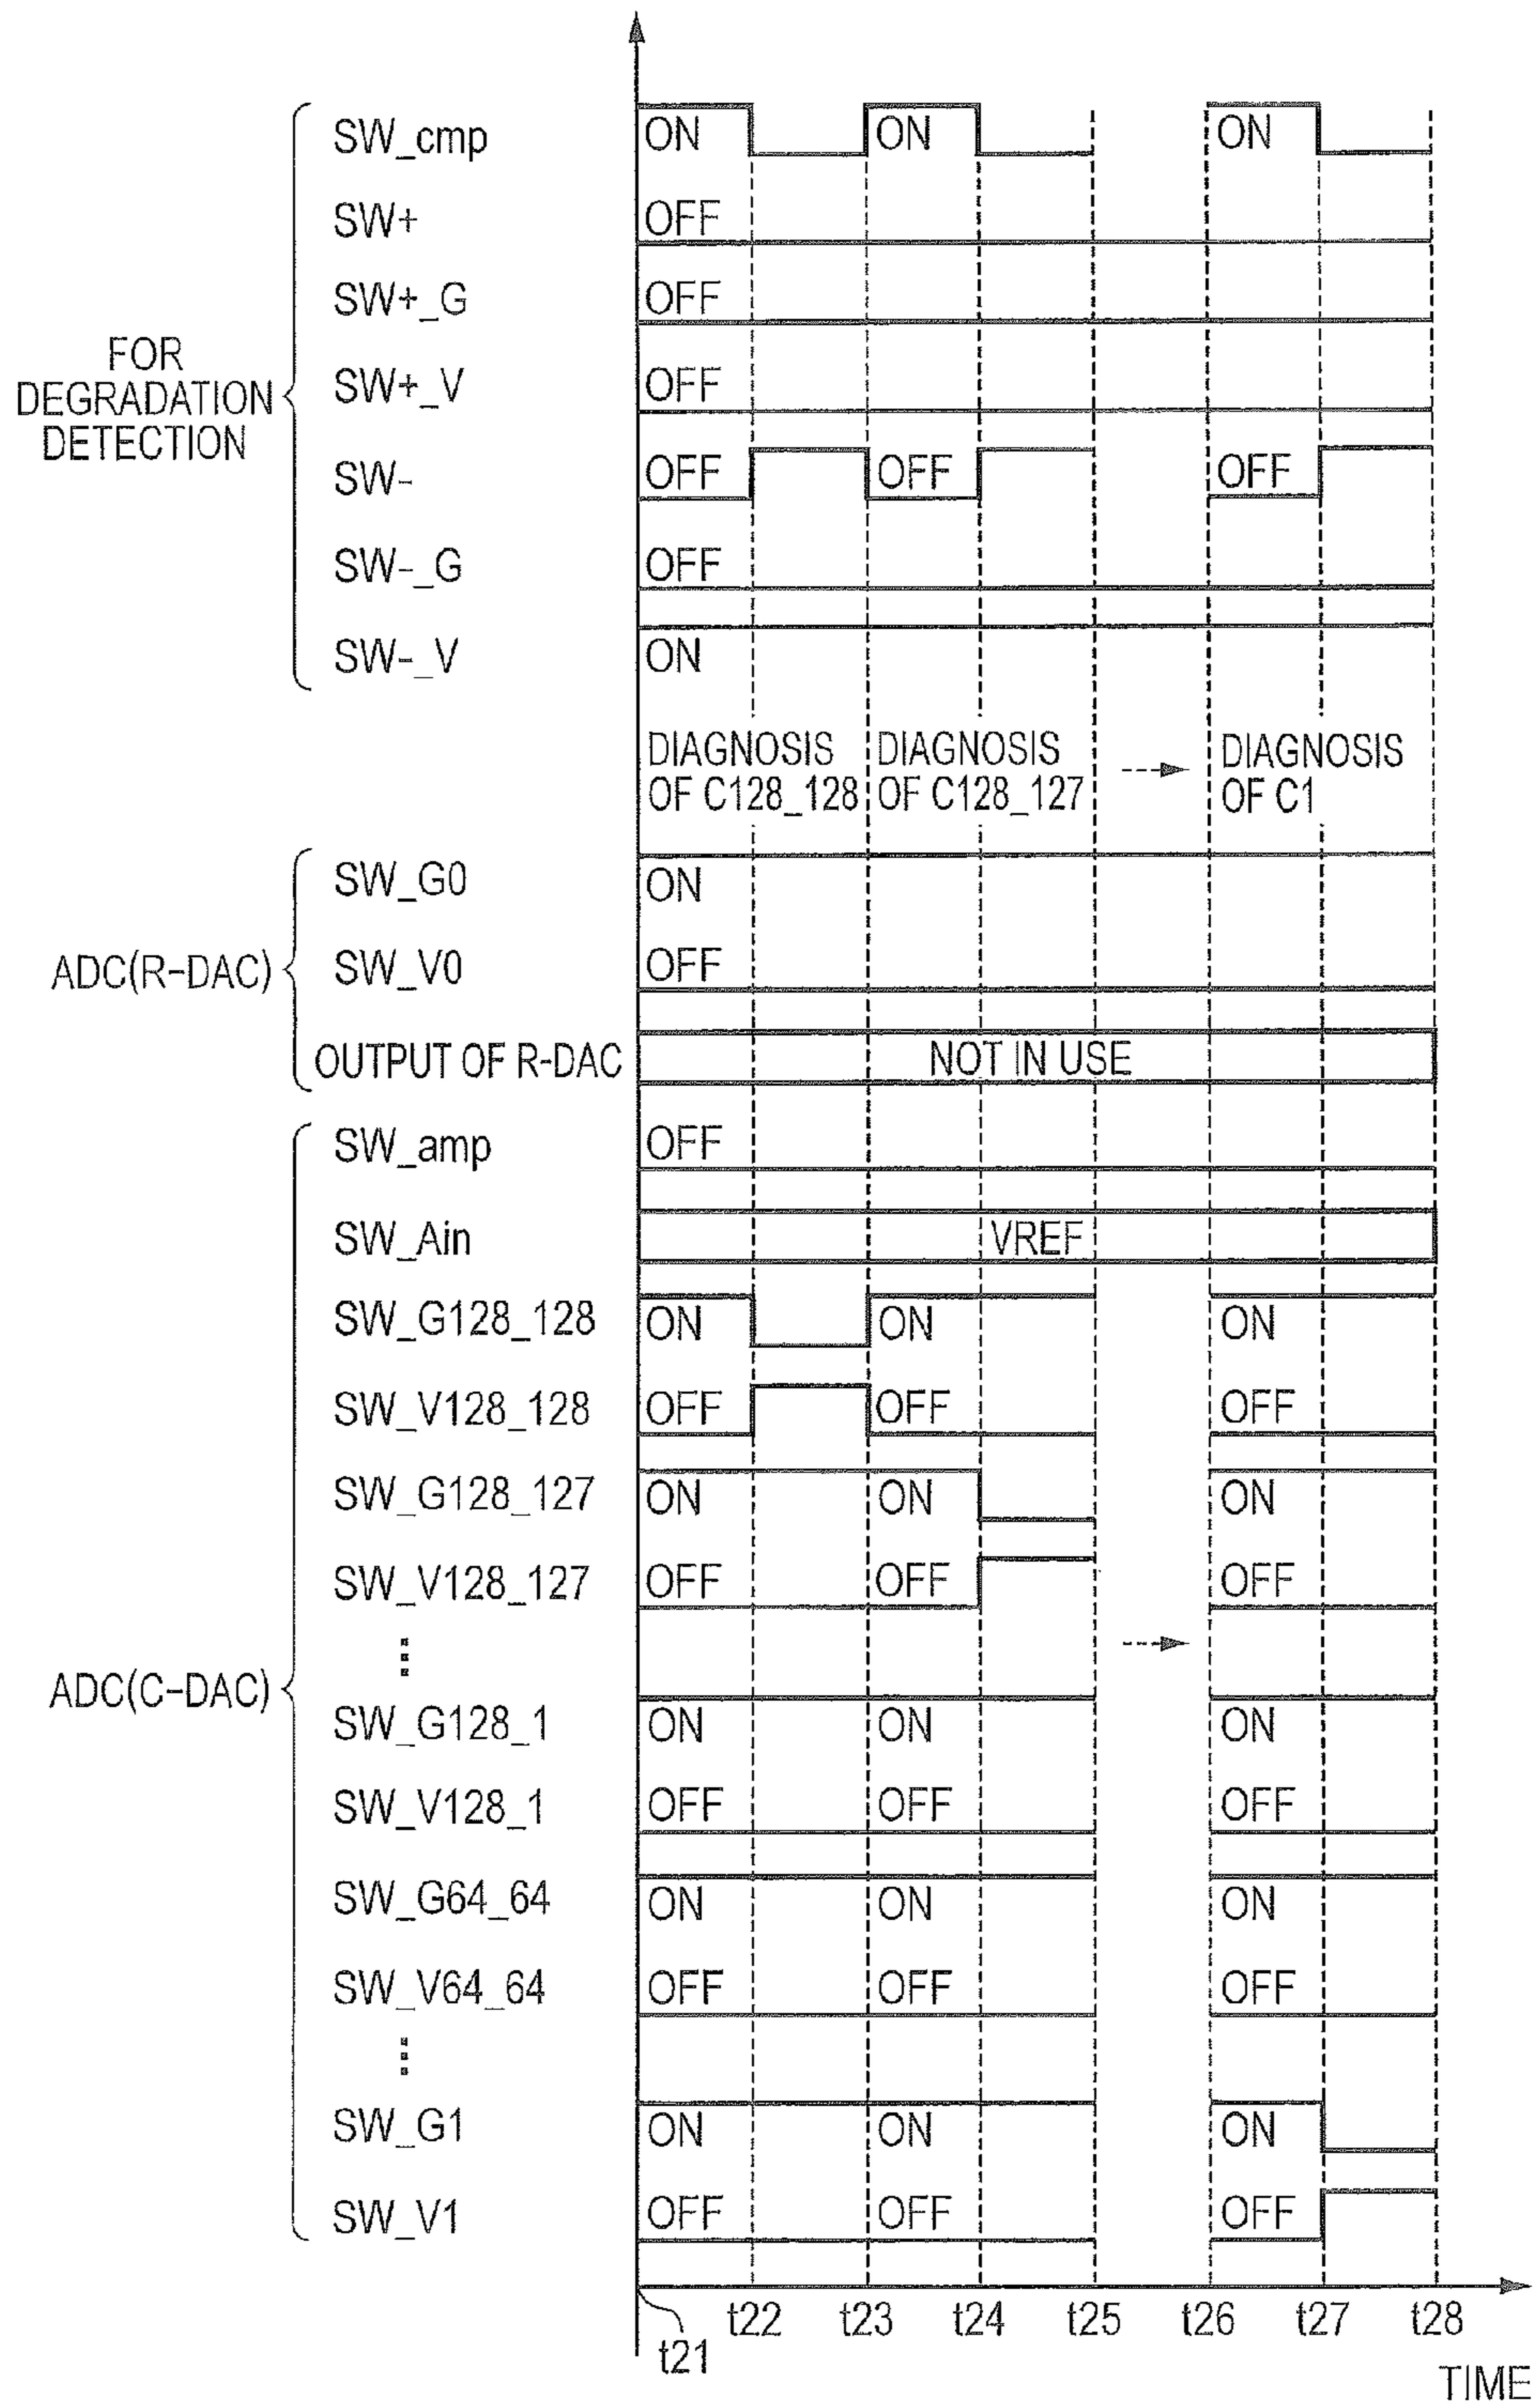 SW_cmp ON ON ON
SW+ OFF
SW+_G OFF
FOR
DEGRADATION
DETECTION
SW+_V OFF
SW- OFF OFF OFF
SW-_G OFF
SW-_V ON
DIAGNOSIS
OF C128_128
DIAGNOSIS
OF C128_127
DIAGNOSIS
OF C1
SW_G0 ON
ADC(R-DAC)
SW_V0 OFF
OUTPUT OF R-DAC NOT IN USE
SW_amp OFF
SW_Ain VREF
SW_G128_128 ON ON ON
SW_V128_128 OFF OFF OFF
SW_G128_127 ON ON ON
SW_V128_127 OFF OFF OFF
ADC(C-DAC)
SW_G128_1 ON ON ON
SW_V128_1 OFF OFF OFF
SW_G64_64 ON ON ON
SW_V64_64 OFF OFF OFF
SW_G1 ON ON ON
SW_V1 OFF OFF OFF
t21 t22 t23 t24 t25 t26 t27 t28
TIME